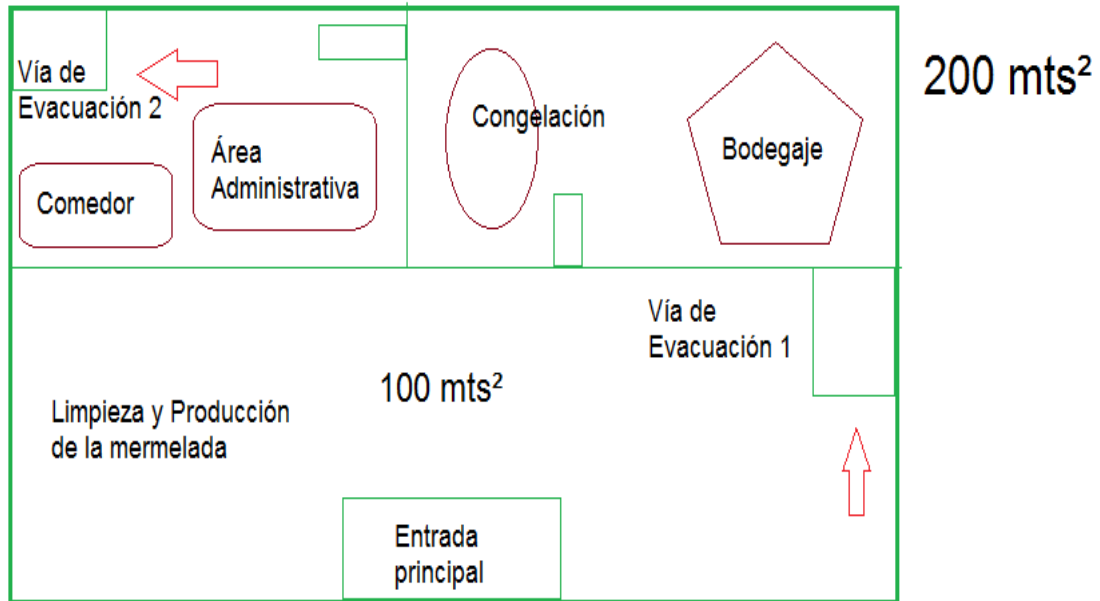 Vía de
Evacuación 2
Comedor
Área
Administrativa
Congelación
Bodegaje
200 mts²
Limpieza y Producción
de la mermelada
100 mts²
Vía de
Evacuación 1
Entrada
principal